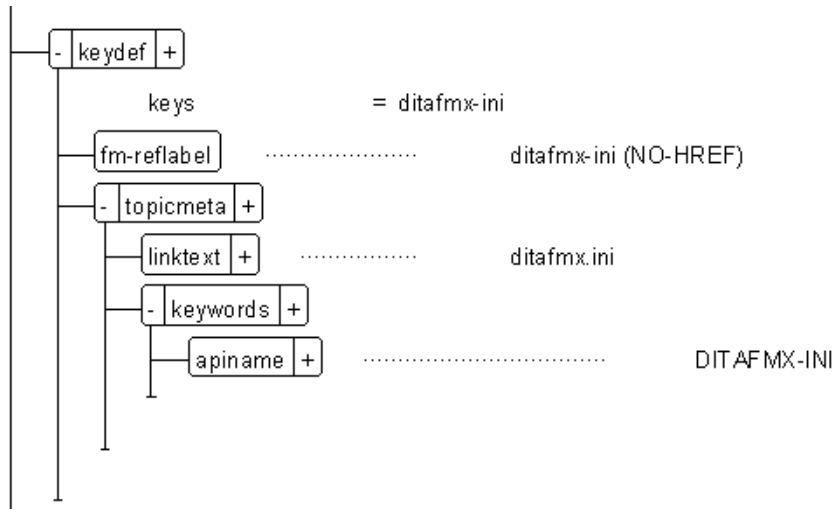 - keydef +
keys = ditafmx-ini
fm-reflabel ditafmx-ini (NO-HREF)
- topicmeta +
linktext + ditafmx.ini
- keywords +
apiname + DITAFMX-INI